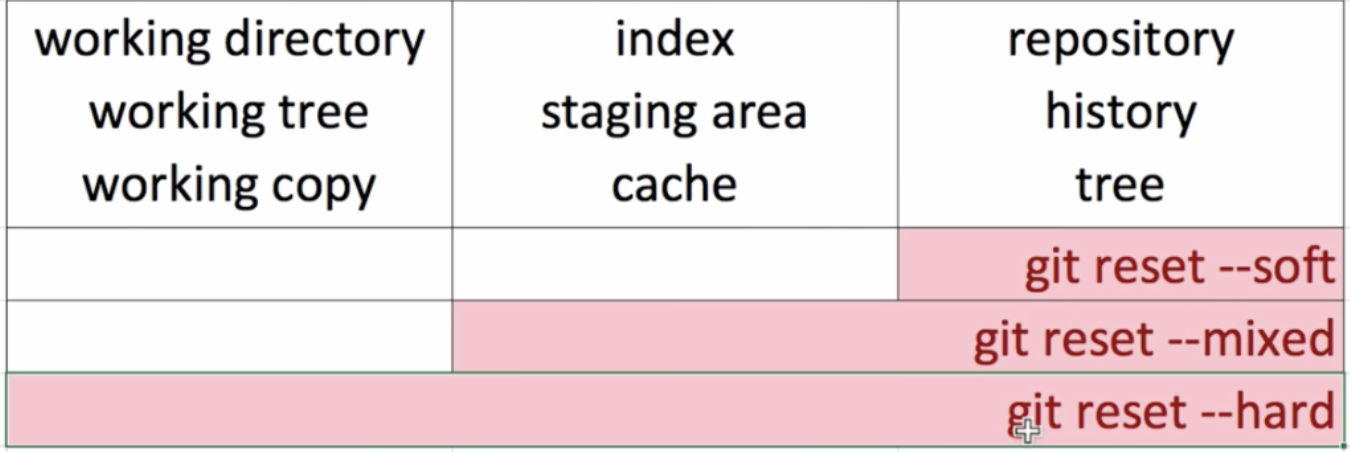 working directory
working tree
working copy
index
staging area
cache
repository
history
tree
git reset --soft
git reset --mixed
git reset --hard